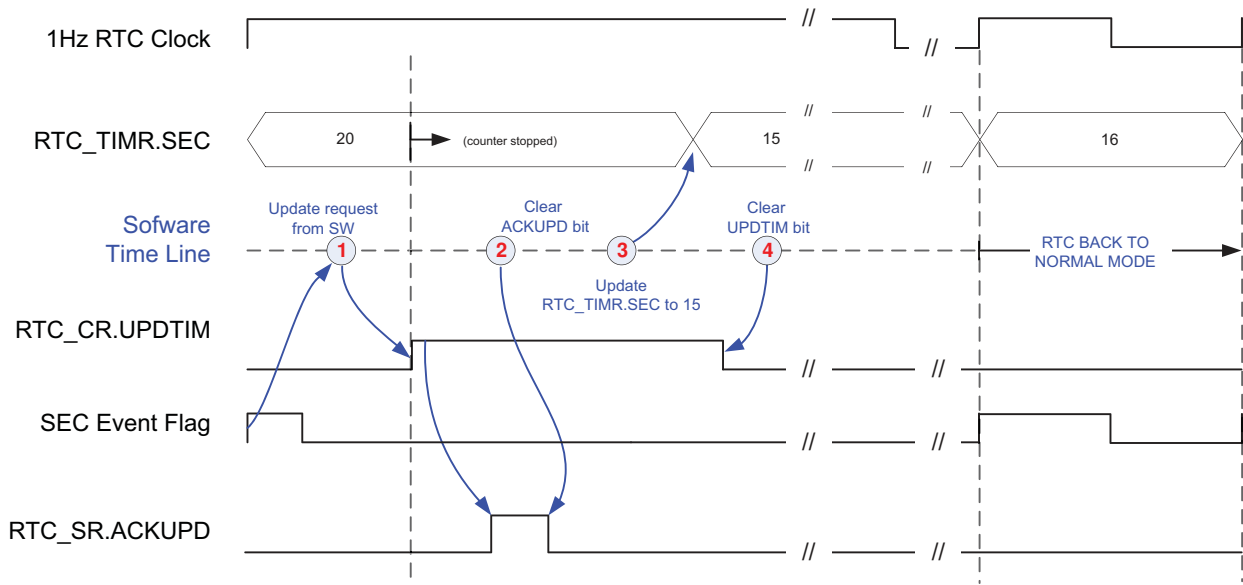 1Hz RTC Clock
//
//
RTC_TIMR.SEC
20
(counter stopped)
15
16
//
//
//
//
Sofware
Time Line
Update request
from SW
1
Clear
ACKUPD bit
2
3
Update
RTC_TIMR.SEC to 15
Clear
UPDTIM bit
4
RTC BACK TO
NORMAL MODE
RTC_CR.UPDTIM
//
//
SEC Event Flag
//
//
RTC_SR.ACKUPD
//
//